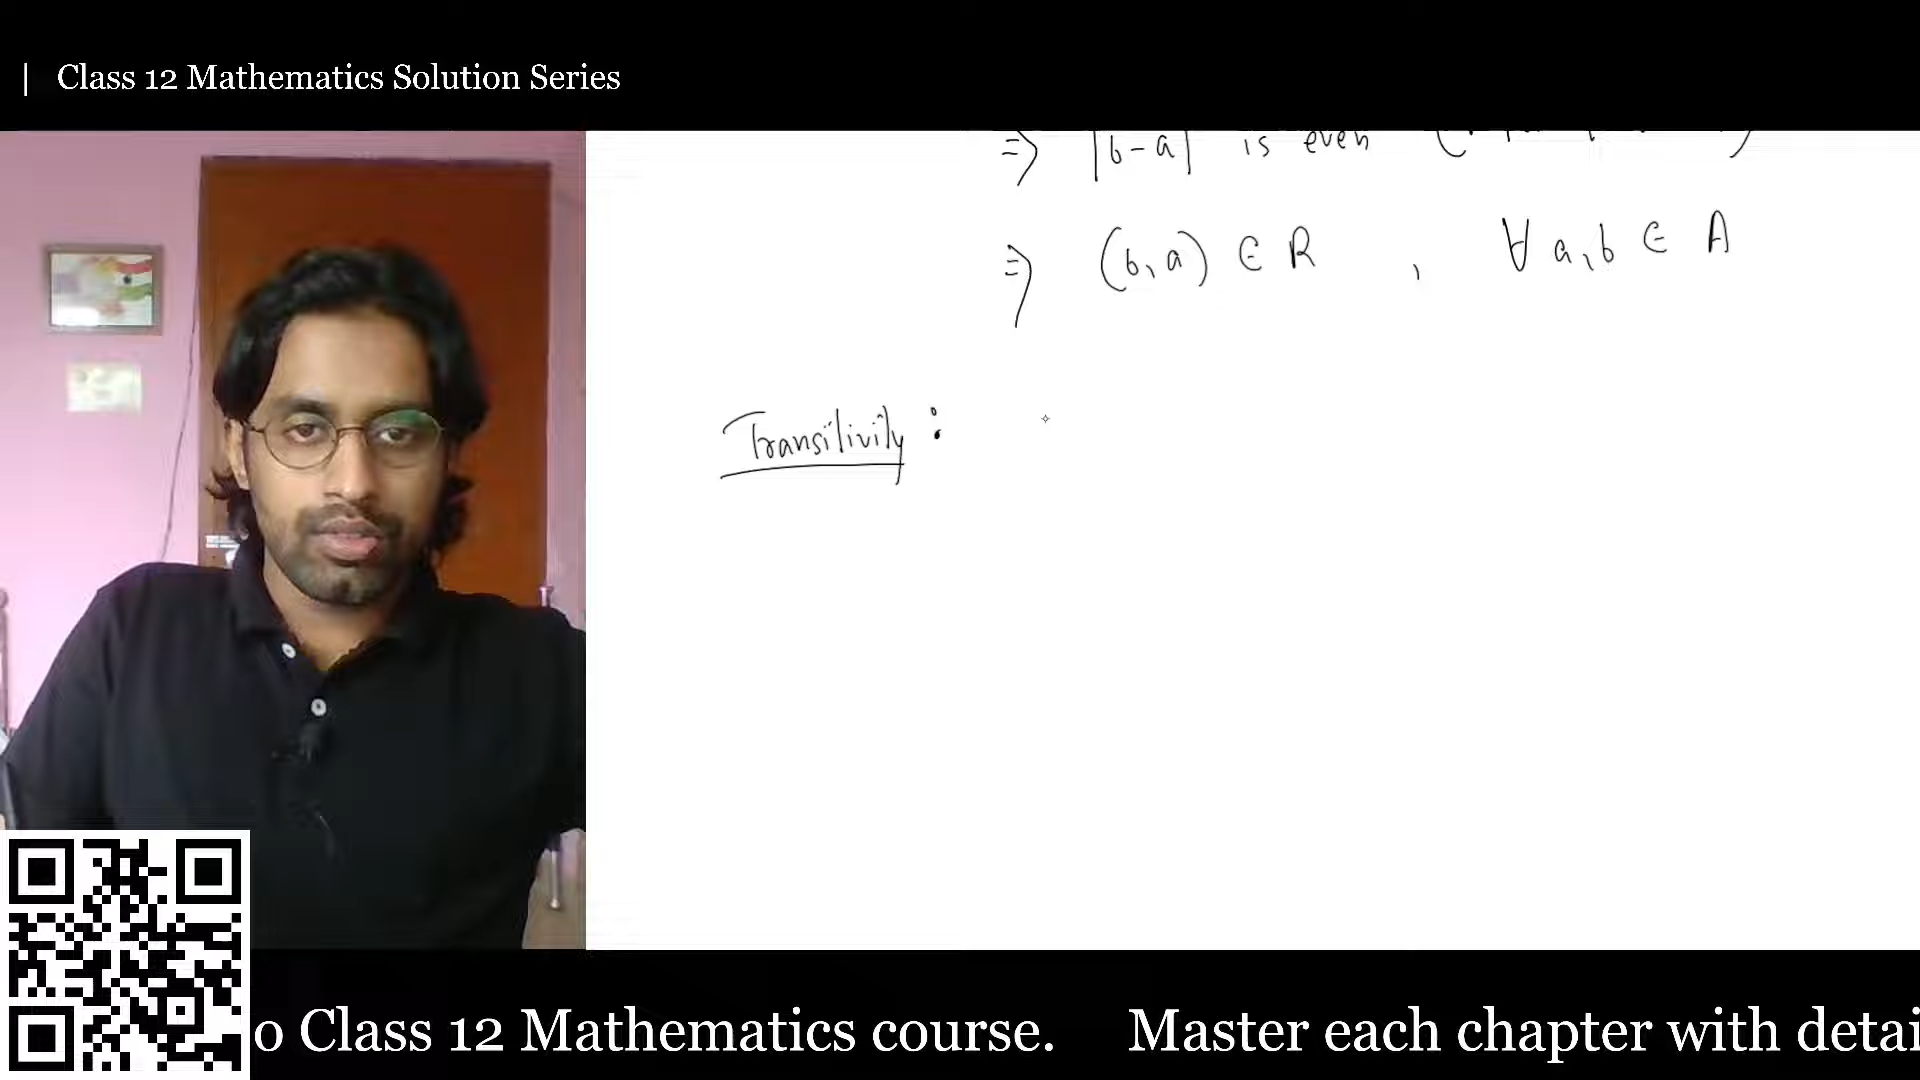 | Class 12 Mathematics Solution Series
=> |b-a| is even
=> (b,a) ∈ R , ∀ a,b ∈ A
Transitivity :
o Class 12 Mathematics course. Master each chapter with detai